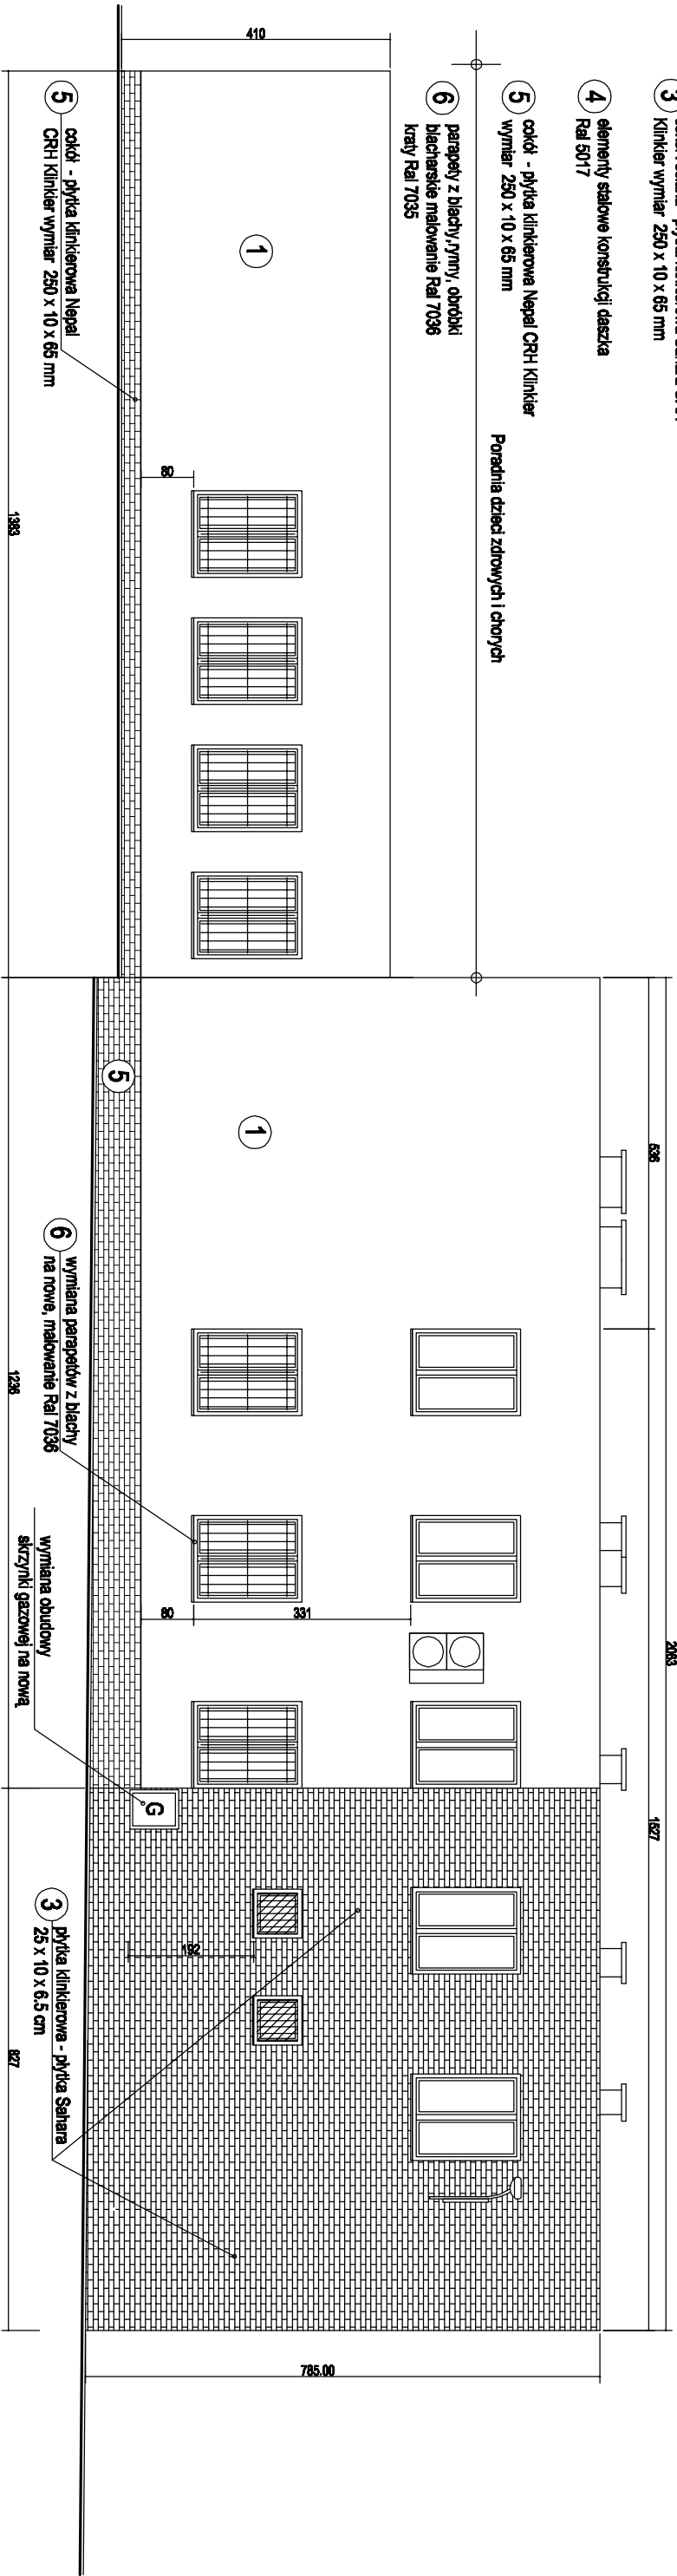 3
Klinkier wymiar 250 x 10 x 65 mm
4
elementy stalowe konstrukcji daszka
Ral 5017
5
cokół - płytka klinkierowa Nepal CRH Klinkier
wymiar 250 x 10 x 65 mm
6
parapety z blachy,rynny, obróbki
blacharskie malowanie Ral 7036
kraty Ral 7035
Poradnia dzieci zdrowych i chorych
2063
536
1527
410
1
80
1
331
80
G
192
785.00
5
5
cokół - płytka klinkierowa Nepal
CRH Klinkier wymiar 250 x 10 x 65 mm
6
wymiana parapetów z blachy
na nowe, malowanie Ral 7036
wymiana obudowy
skrzynki gazowej na nową
3
płytka klinkierowa - płytka Sahara
25 x 10 x 6.5 cm
1383
1236
827